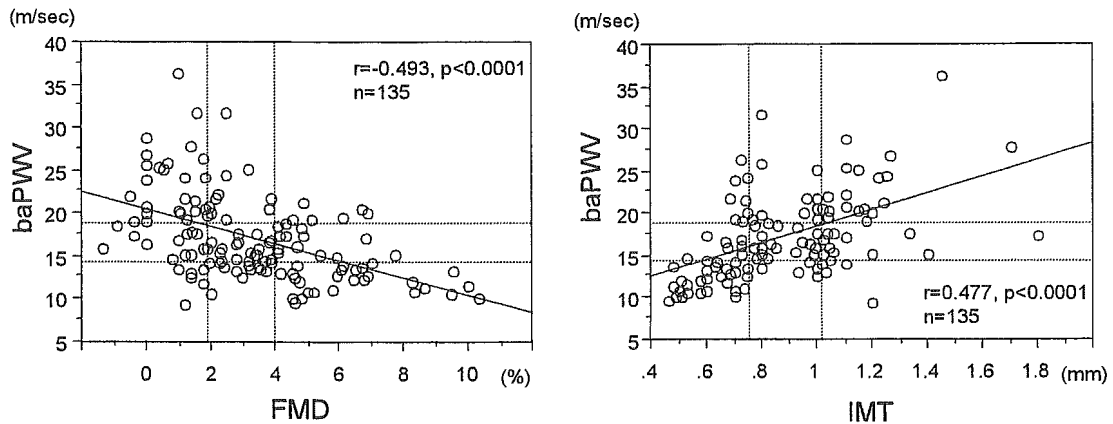 (m/sec)
40
35
30
25
20
15
10
5
baPWV
r=-0.493, p<0.0001
n=135
0 2 4 6 8 10 (%)
FMD
(m/sec)
40
35
30
25
20
15
10
5
baPWV
r=0.477, p<0.0001
n=135
.4 .6 .8 1 1.2 1.4 1.6 1.8 (mm)
IMT